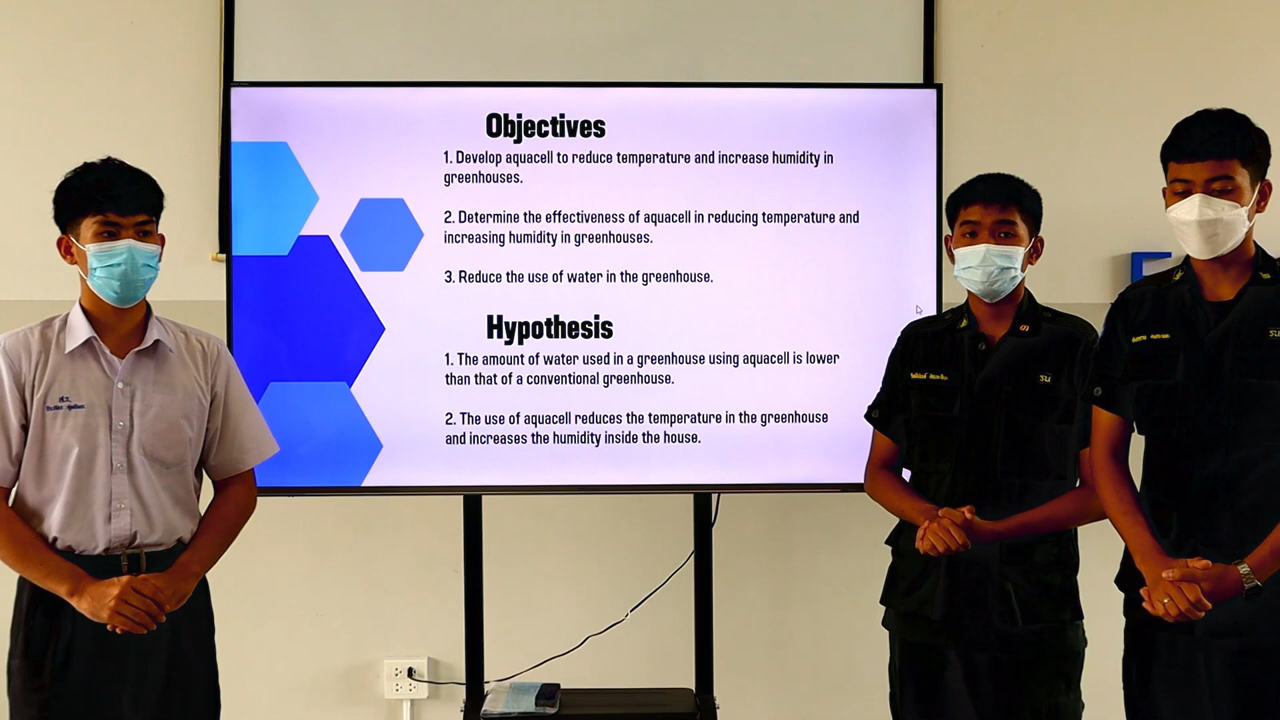 Objectives
1. Develop aquacell to reduce temperature and increase humidity in
greenhouses.
2. Determine the effectiveness of aquacell in reducing temperature and
increasing humidity in greenhouses.
3. Reduce the use of water in the greenhouse.
Hypothesis
1. The amount of water used in a greenhouse using aquacell is lower
than that of a conventional greenhouse.
2. The use of aquacell reduces the temperature in the greenhouse
and increases the humidity inside the house.